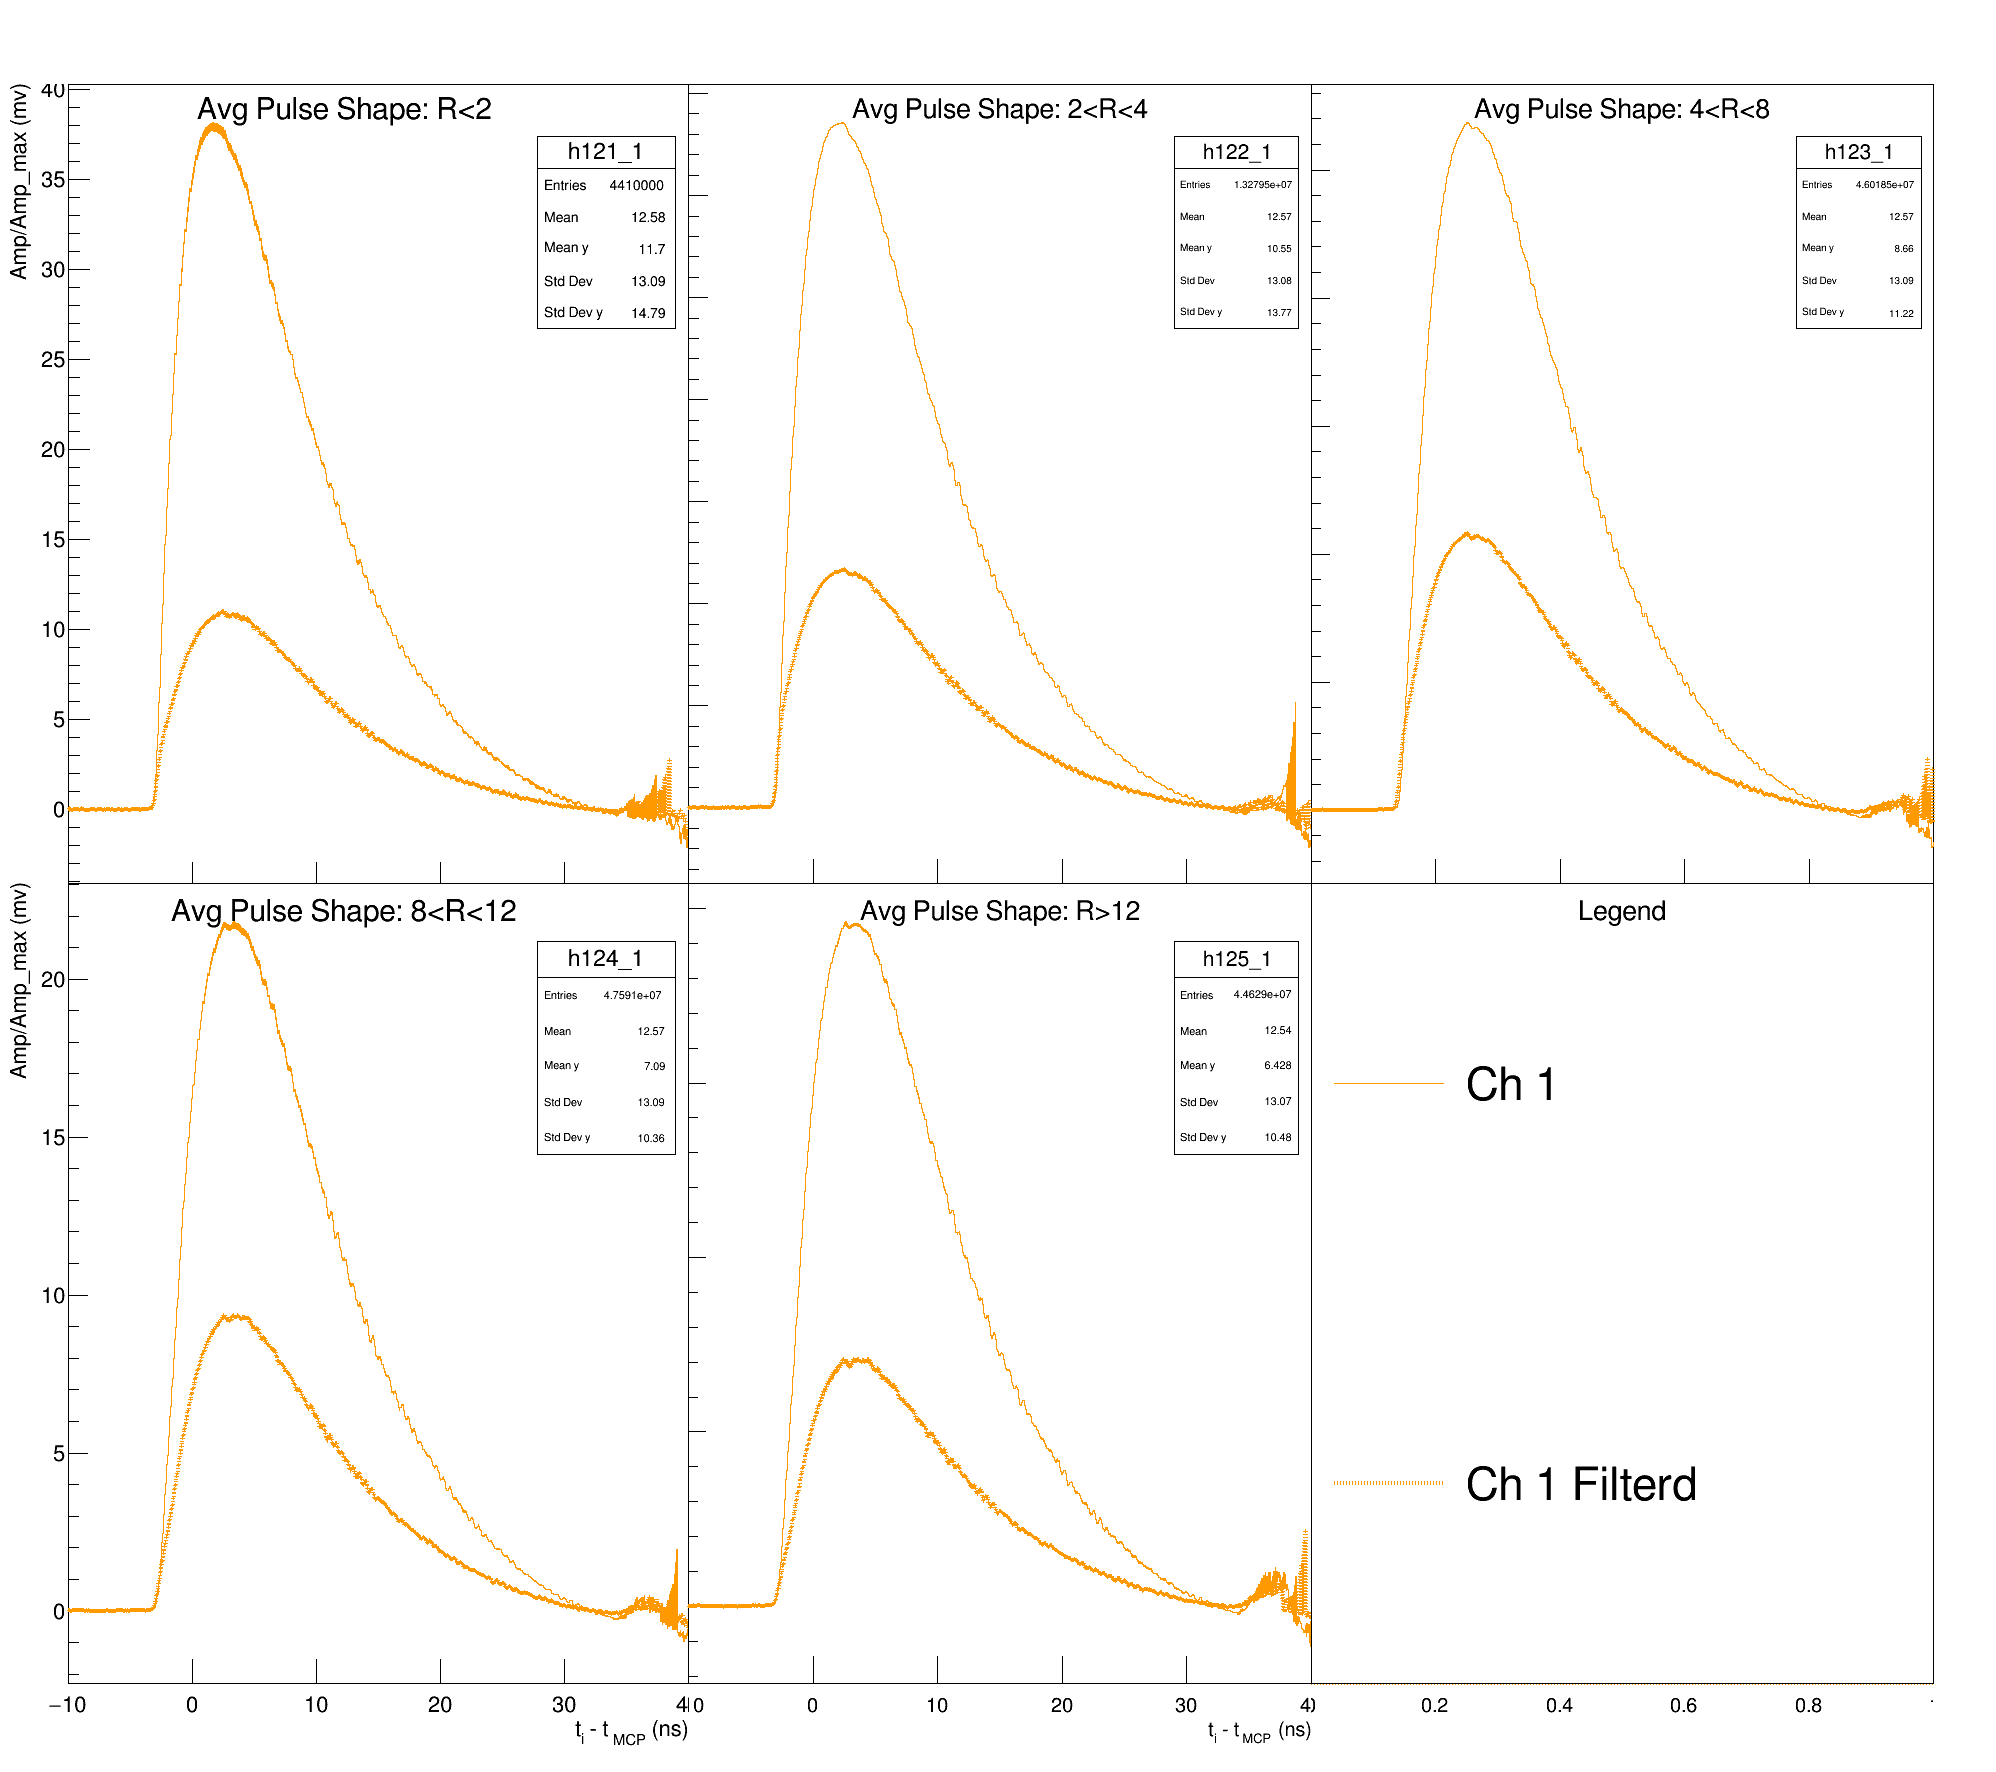 Avg Pulse Shape: R<2
Amp/Amp_max (mv)
40
35
30
25
20
15
10
5
0
h121_1
Entries 4410000
Mean 12.58
Mean y 11.7
Std Dev 13.09
Std Dev y 14.79
Avg Pulse Shape: 2<R<4
h122_1
Entries 1.32795e+07
Mean 12.57
Mean y 10.55
Std Dev 13.08
Std Dev y 13.77
Avg Pulse Shape: 4<R<8
h123_1
Entries 4.60185e+07
Mean 12.57
Mean y 8.66
Std Dev 13.09
Std Dev y 11.22
Avg Pulse Shape: 8<R<12
Amp/Amp_max (mv)
20
15
10
5
0
h124_1
Entries 4.7591e+07
Mean 12.57
Mean y 7.09
Std Dev 13.09
Std Dev y 10.36
−10 0 10 20 30 4
t i - t MCP (ns)
Avg Pulse Shape: R>12
h125_1
Entries 4.4629e+07
Mean 12.54
Mean y 6.428
Std Dev 13.07
Std Dev y 10.48
0 0 10 20 30 4
t i - t MCP (ns)
Legend
Ch 1
Ch 1 Filterd
0.2 0.4 0.6 0.8